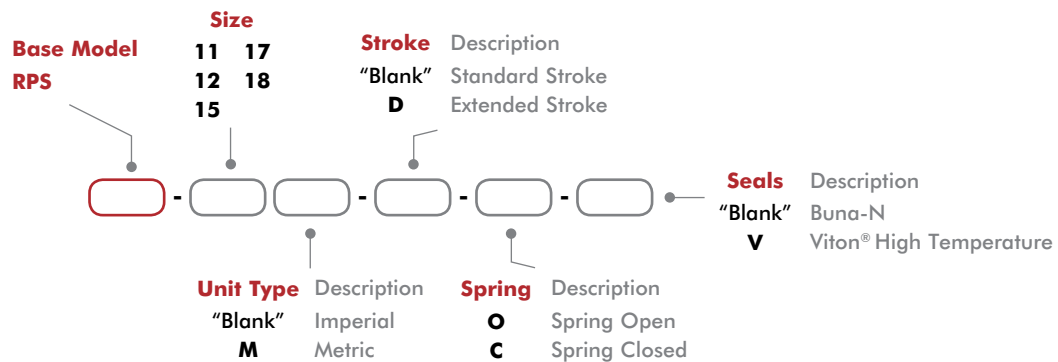 Size
Base Model
RPS
11 17
12 18
15
Stroke Description
"Blank" Standard Stroke
D Extended Stroke
- - - -
Seals Description
"Blank" Buna-N
V Viton® High Temperature
Unit Type Description
"Blank" Imperial
M Metric
Spring Description
O Spring Open
C Spring Closed